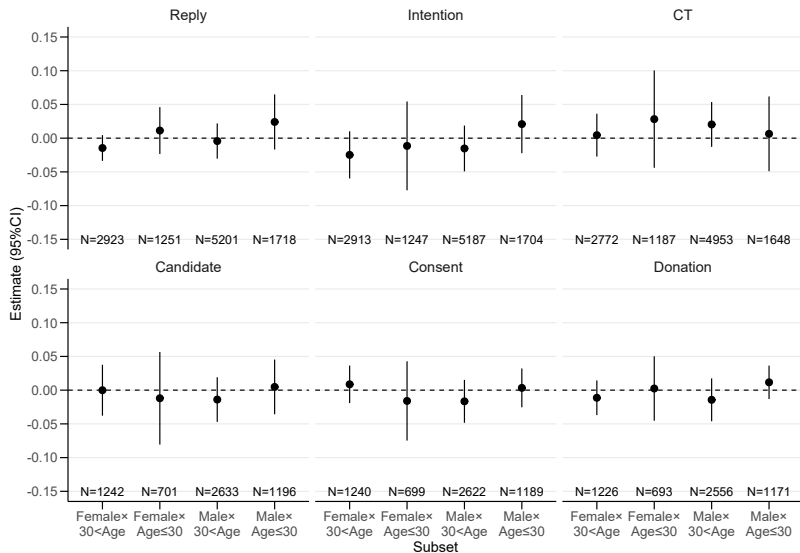 Reply
Intention
CT
0.15
0.10
0.05
0.00
-0.05
-0.10
-0.15
N=2923 N=1251 N=5201 N=1718
N=2913 N=1247 N=5187 N=1704
N=2772 N=1187 N=4953 N=1648
Estimate (95%CI)
Candidate
Consent
Donation
0.15
0.10
0.05
0.00
-0.05
-0.10
-0.15
N=1242 N=701 N=2633 N=1196
N=1240 N=699 N=2622 N=1189
N=1226 N=693 N=2556 N=1171
Female× Female× Male× Male×
30<Age Age≤30 30<Age Age≤30
Female× Female× Male× Male×
30<Age Age≤30 30<Age Age≤30
Female× Female× Male× Male×
30<Age Age≤30 30<Age Age≤30
Subset